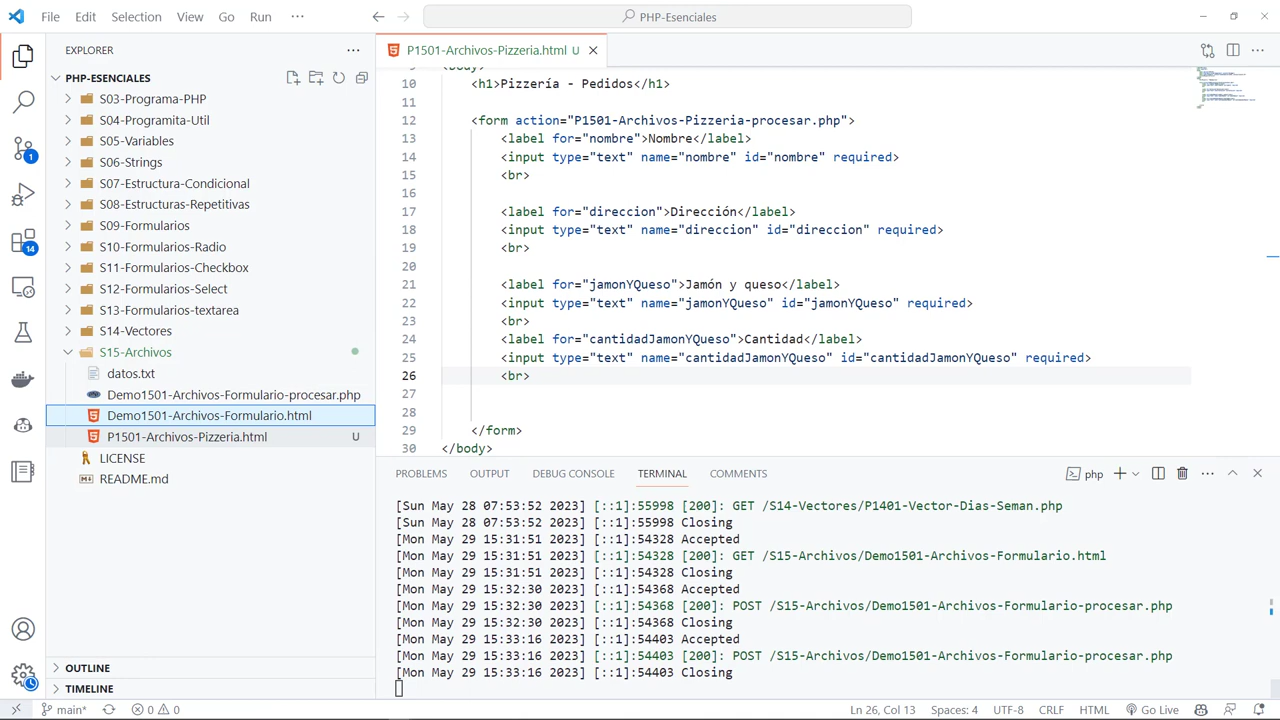 File Edit Selection View Go Run ··· PHP-Esenciales
EXPLORER ···
PHP-ESENCIALES
S03-Programa-PHP
S04-Programita-Util
S05-Variables
S06-Strings
S07-Estructura-Condicional
S08-Estructuras-Repetitivas
S09-Formularios
S10-Formularios-Radio
S11-Formularios-Checkbox
S12-Formularios-Select
S13-Formularios-textarea
S14-Vectores
S15-Archivos
datos.txt
Demo1501-Archivos-Formulario-procesar.php
Demo1501-Archivos-Formulario.html
P1501-Archivos-Pizzeria.html U
LICENSE
README.md
OUTLINE
TIMELINE
1
14
P1501-Archivos-Pizzeria.html U
9 <body>
10 <h1>Pizzería - Pedidos</h1>
11
12 <form action="P1501-Archivos-Pizzeria-procesar.php">
13 <label for="nombre">Nombre</label>
14 <input type="text" name="nombre" id="nombre" required>
15 <br>
16
17 <label for="direccion">Dirección</label>
18 <input type="text" name="direccion" id="direccion" required>
19 <br>
20
21 <label for="jamonYQueso">Jamón y queso</label>
22 <input type="text" name="jamonYQueso" id="jamonYQueso" required>
23 <br>
24 <label for="cantidadJamonYQueso">Cantidad</label>
25 <input type="text" name="cantidadJamonYQueso" id="cantidadJamonYQueso" required>
26 <br>
27
28
29 </form>
30 </body>
PROBLEMS OUTPUT DEBUG CONSOLE TERMINAL COMMENTS php
[Sun May 28 07:53:52 2023] [::1]:55998 [200]: GET /S14-Vectores/P1401-Vector-Dias-Seman.php
[Sun May 28 07:53:52 2023] [::1]:55998 Closing
[Mon May 29 15:31:51 2023] [::1]:54328 Accepted
[Mon May 29 15:31:51 2023] [::1]:54328 [200]: GET /S15-Archivos/Demo1501-Archivos-Formulario.html
[Mon May 29 15:31:51 2023] [::1]:54328 Closing
[Mon May 29 15:32:30 2023] [::1]:54368 Accepted
[Mon May 29 15:32:30 2023] [::1]:54368 [200]: POST /S15-Archivos/Demo1501-Archivos-Formulario-procesar.php
[Mon May 29 15:32:30 2023] [::1]:54368 Closing
[Mon May 29 15:33:16 2023] [::1]:54403 Accepted
[Mon May 29 15:33:16 2023] [::1]:54403 [200]: POST /S15-Archivos/Demo1501-Archivos-Formulario-procesar.php
[Mon May 29 15:33:16 2023] [::1]:54403 Closing
main* 0 0 Ln 26, Col 13 Spaces: 4 UTF-8 CRLF HTML Go Live